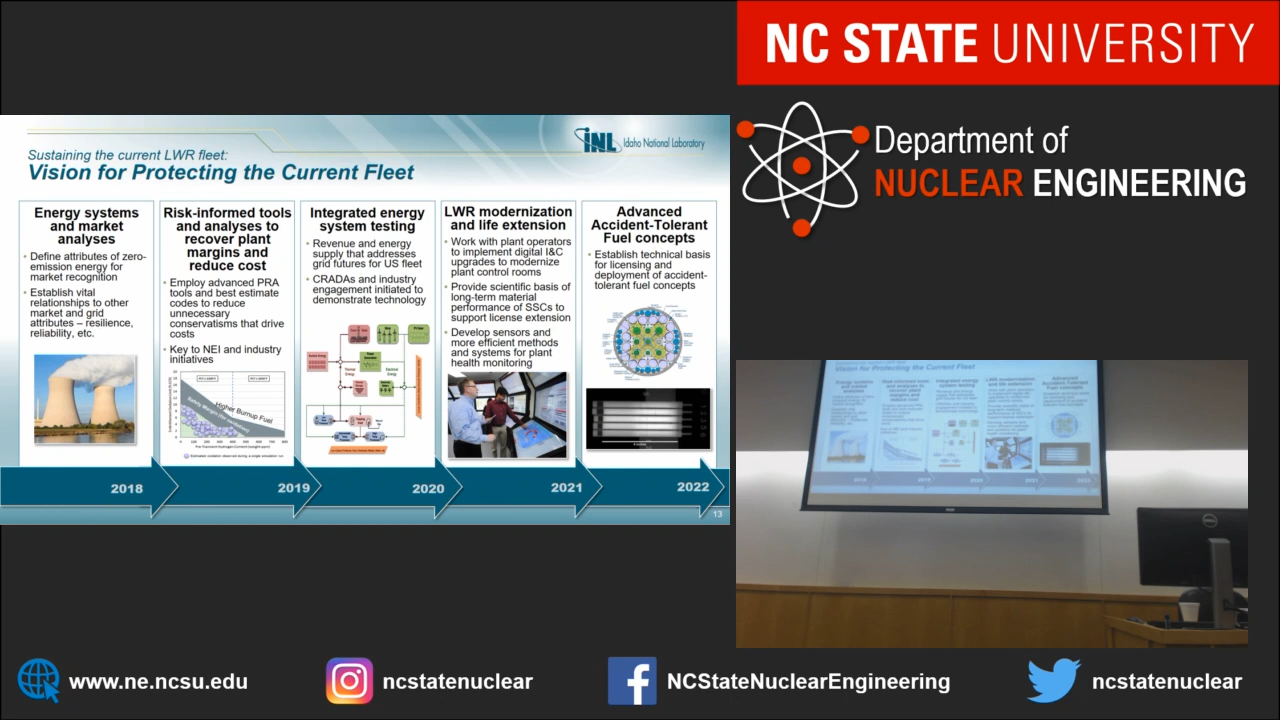 NC STATE UNIVERSITY
Department of
NUCLEAR ENGINEERING
INL Idaho National Laboratory
Sustaining the current LWR fleet:
Vision for Protecting the Current Fleet
Energy systems
and market
analyses
• Define attributes of zero-
emission energy for
market recognition
• Establish vital
relationships to other
market and grid
attributes – resilience,
reliability, etc.
Risk-informed tools
and analyses to
recover plant
margins and
reduce cost
• Employ advanced PRA
tools and best estimate
codes to reduce
unnecessary
conservatisms that drive
costs
• Key to NEI and industry
initiatives
Higher Burnup Fuel
Integrated energy
system testing
• Revenue and energy
supply that addresses
grid futures for US fleet
• CRADAs and industry
engagement initiated to
demonstrate technology
LWR modernization
and life extension
• Work with plant operators
to implement digital I&C
upgrades to modernize
plant control rooms
• Provide scientific basis of
long-term material
performance of SSCs to
support license extension
• Develop sensors and
more efficient methods
and systems for plant
health monitoring
Advanced
Accident-Tolerant
Fuel concepts
• Establish technical basis
for licensing and
deployment of accident-
tolerant fuel concepts
2018
2019
2020
2021
2022
13
Vision for Protecting the Current Fleet
DELL
www.ne.ncsu.edu
ncstatenuclear
NCStateNuclearEngineering
ncstatenuclear